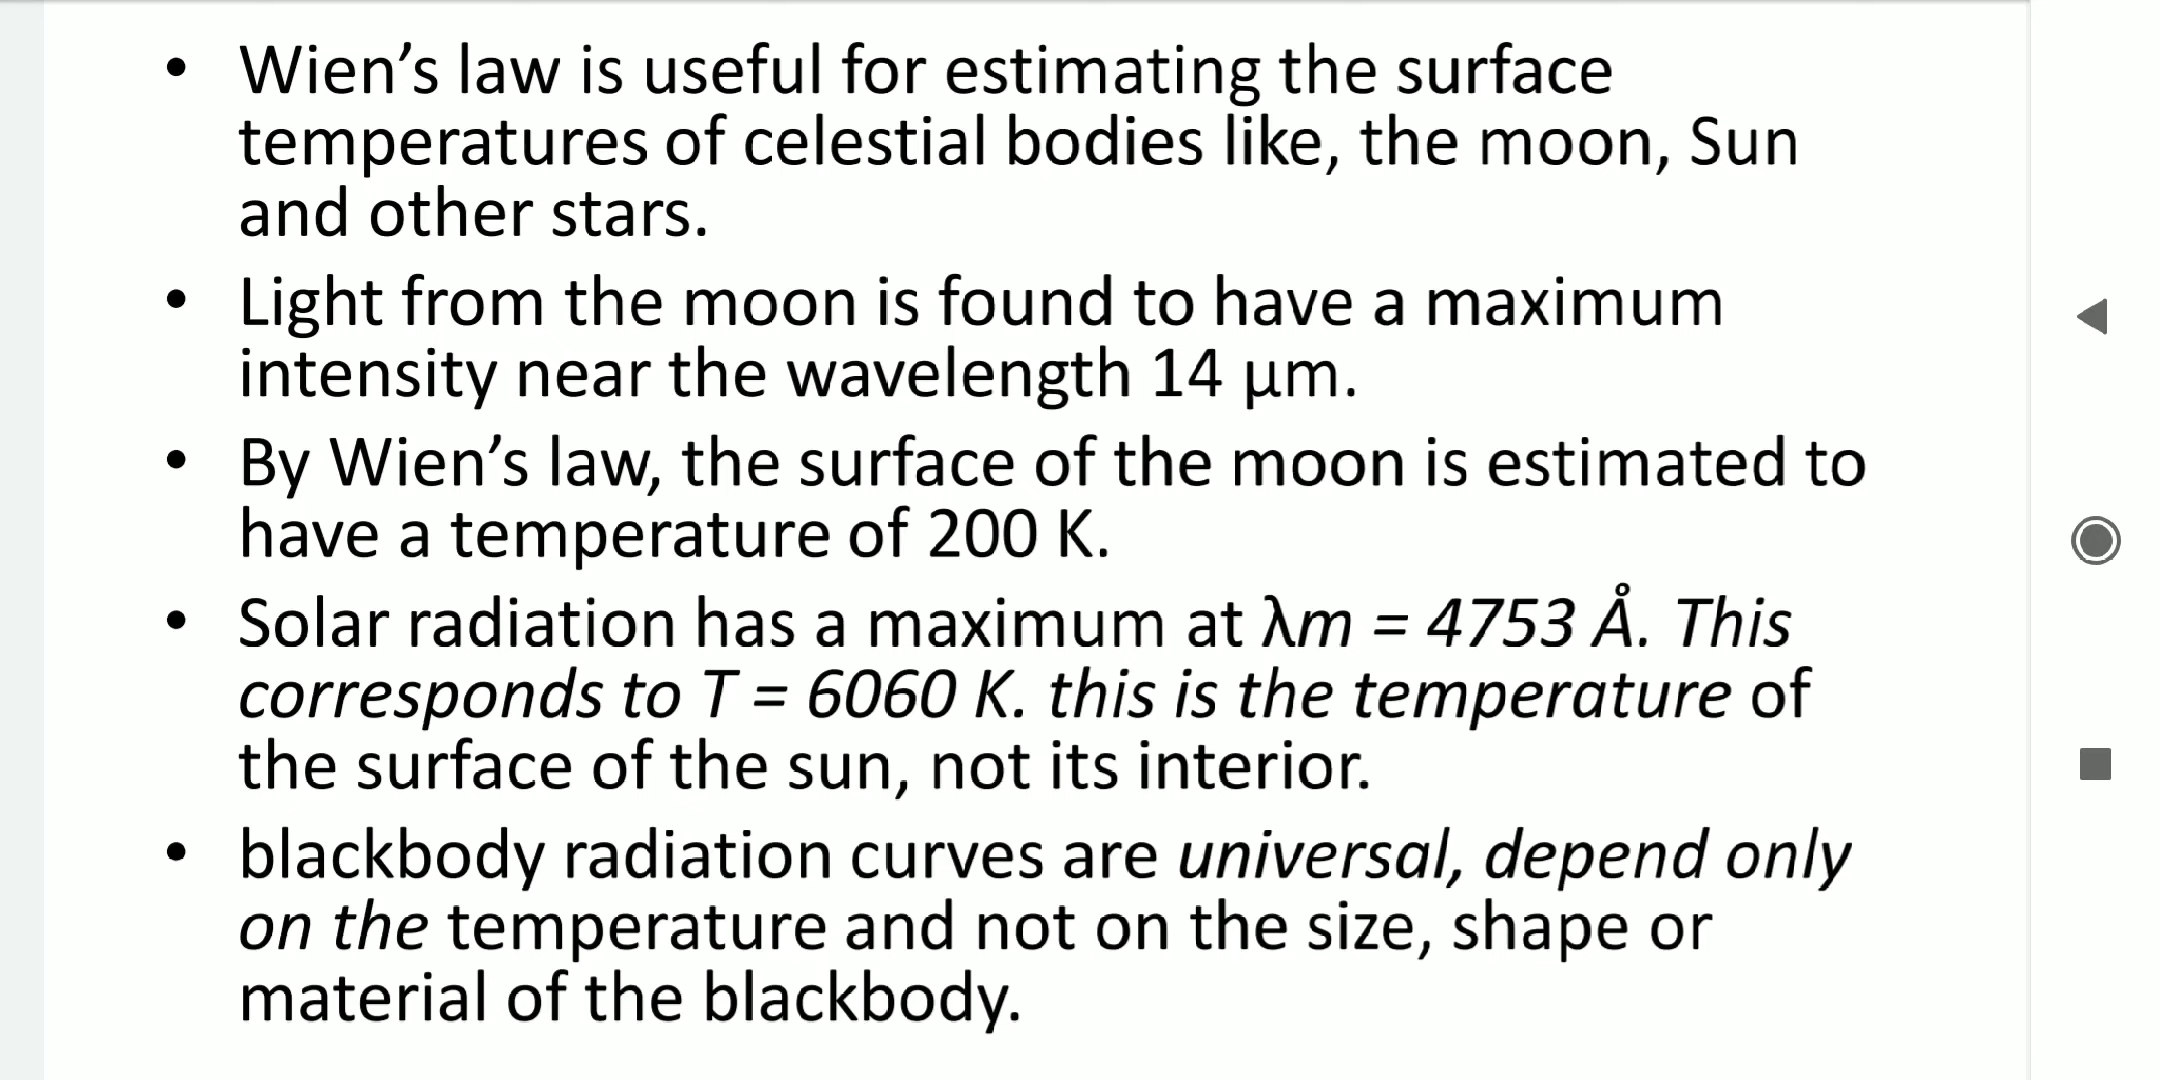 • Wien’s law is useful for estimating the surface
temperatures of celestial bodies like, the moon, Sun
and other stars.
• Light from the moon is found to have a maximum
intensity near the wavelength 14 μm.
• By Wien’s law, the surface of the moon is estimated to
have a temperature of 200 K.
• Solar radiation has a maximum at λm = 4753 Å. This
corresponds to T = 6060 K. this is the temperature of
the surface of the sun, not its interior.
• blackbody radiation curves are universal, depend only
on the temperature and not on the size, shape or
material of the blackbody.